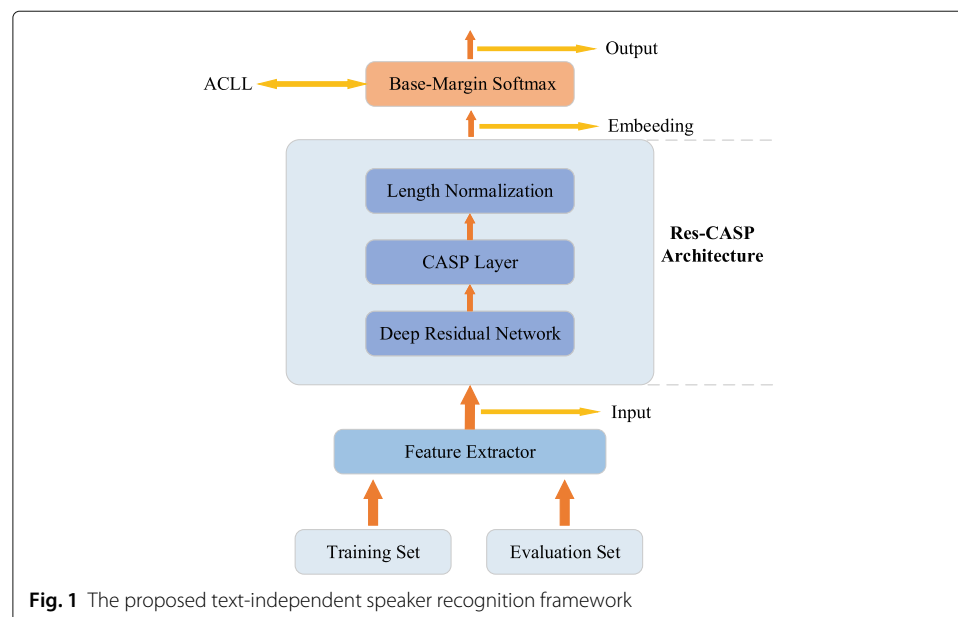 Output
ACLL
Base-Margin Softmax
Embeeding
Length Normalization
Res-CASP
Architecture
CASP Layer
Deep Residual Network
Input
Feature Extractor
Training Set
Evaluation Set
Fig. 1 The proposed text-independent speaker recognition framework